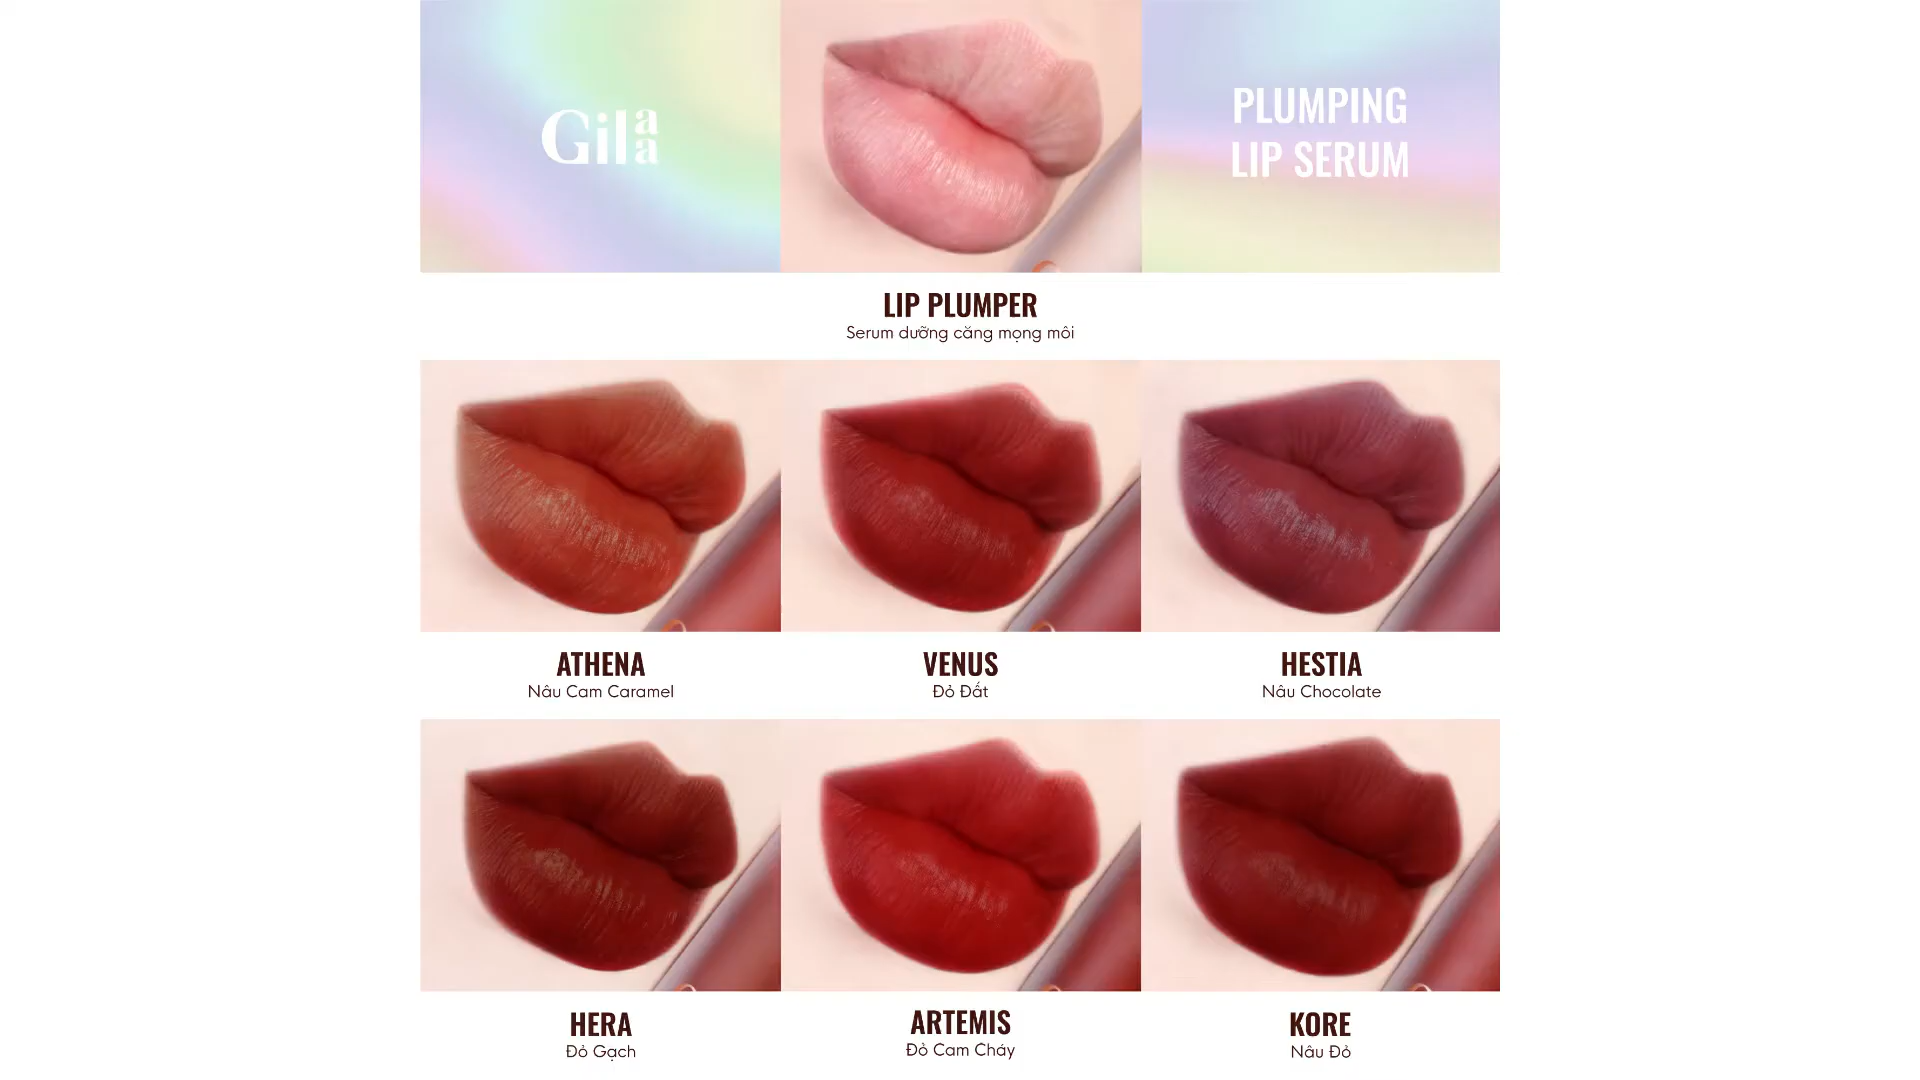 Gilaa
PLUMPING
LIP SERUM
LIP PLUMPER
Serum dưỡng căng mọng môi
ATHENA
Nâu Cam Caramel
VENUS
Đỏ Đất
HESTIA
Nâu Chocolate
HERA
Đỏ Gạch
ARTEMIS
Đỏ Cam Cháy
KORE
Nâu Đỏ